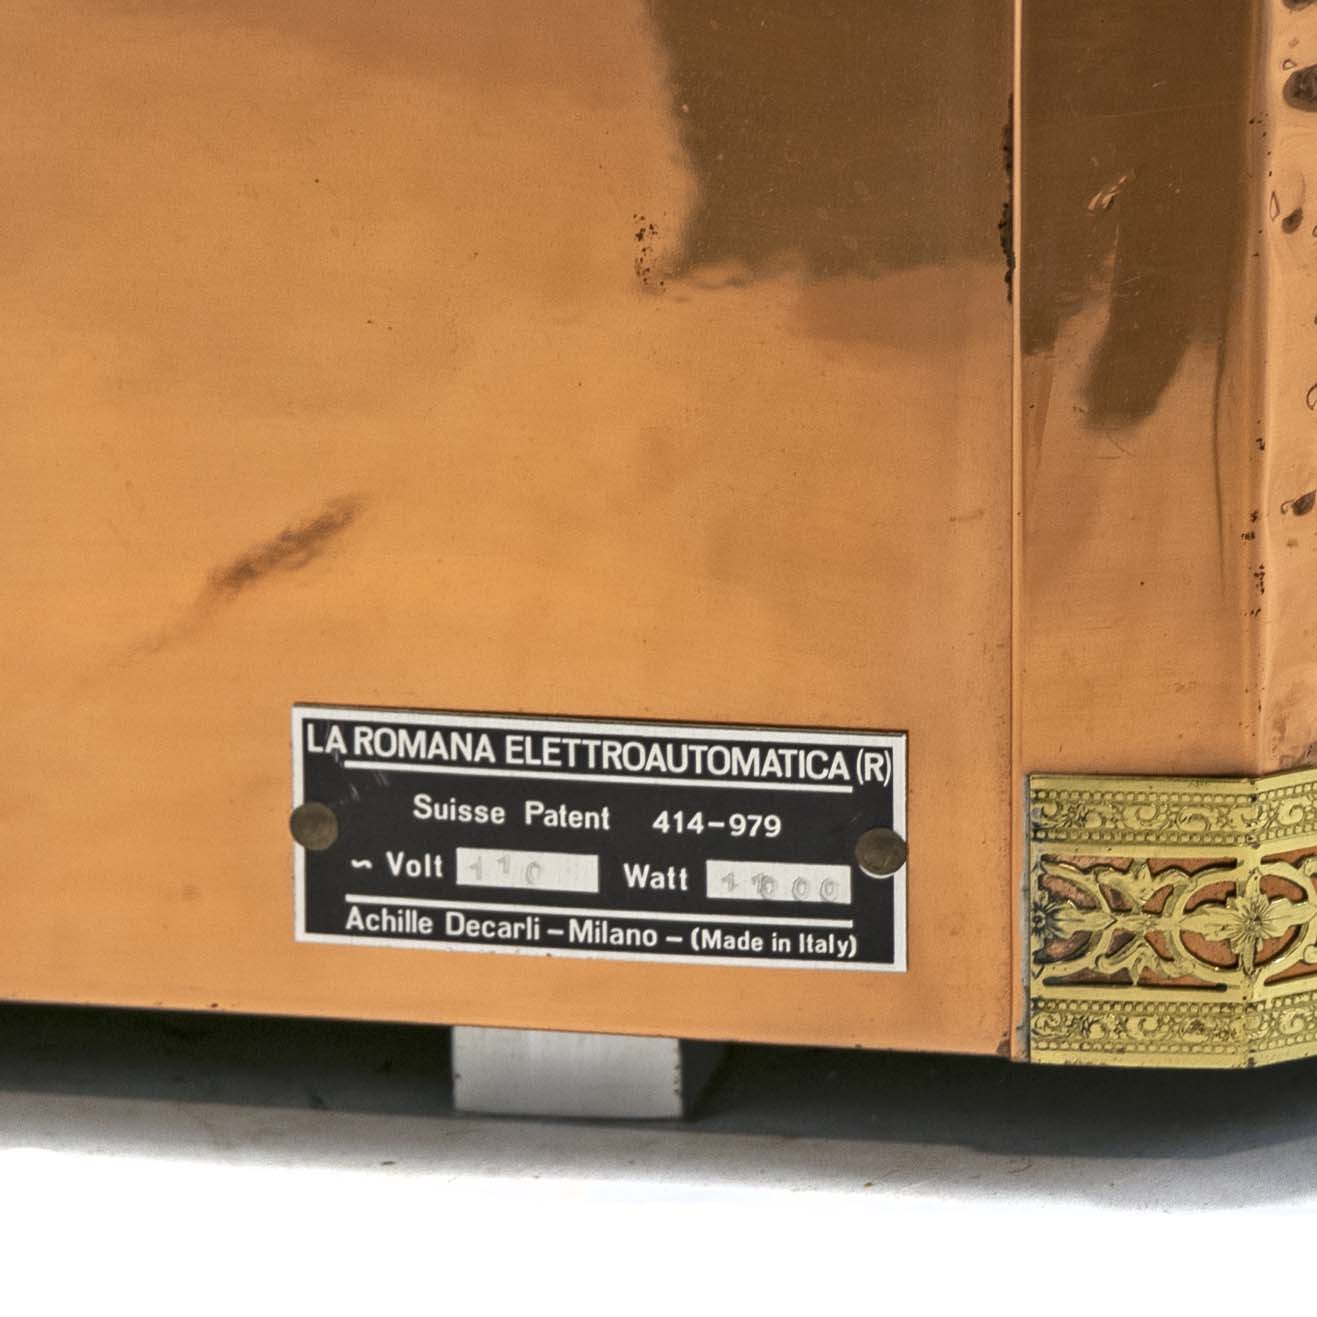 LA ROMANA ELETTROAUTOMATICA (R)
Suisse Patent 414-979
~ Volt 110 Watt 1000
Achille Decarli - Milano - (Made in Italy)